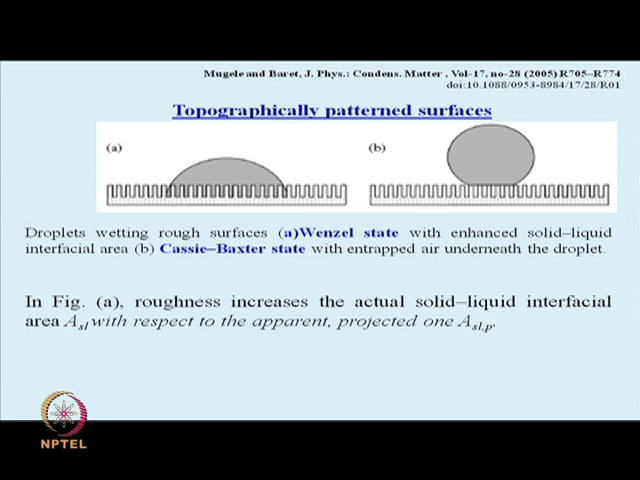 Mugele and Baret, J. Phys.: Condens. Matter , Vol-17, no-28 (2005) R705–R774
doi:10.1088/0953-8984/17/28/R01
Topographically patterned surfaces
(a)
(b)
Droplets wetting rough surfaces (a)Wenzel state with enhanced solid–liquid
interfacial area (b) Cassie–Baxter state with entrapped air underneath the droplet.
In Fig. (a), roughness increases the actual solid–liquid interfacial
area Asl with respect to the apparent, projected one Asl,p.
NPTEL